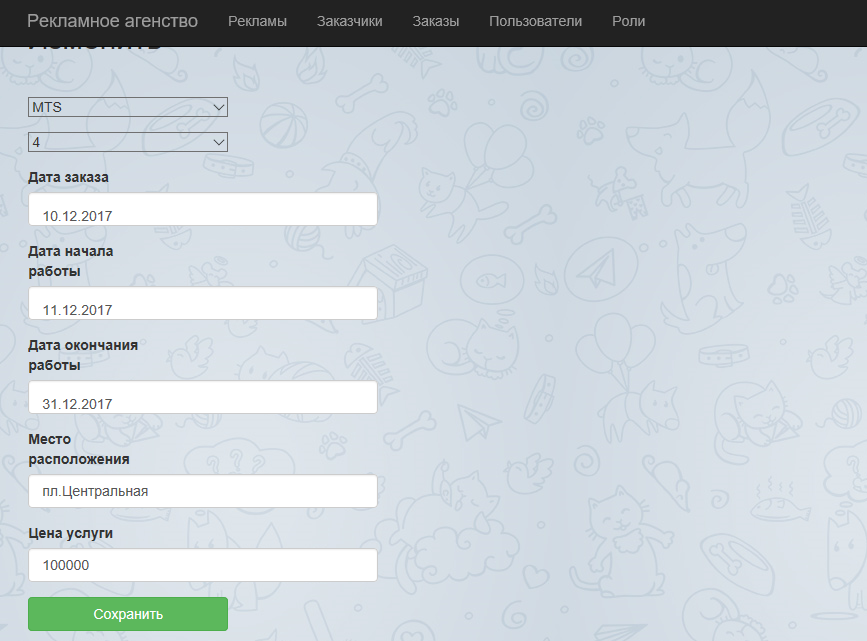 Рекламное агенство Рекламы Заказчики Заказы Пользователи Роли
Изменить
MTS
4
Дата заказа
10.12.2017
Дата начала
работы
11.12.2017
Дата окончания
работы
31.12.2017
Место
расположения
пл.Центральная
Цена услуги
100000
Сохранить